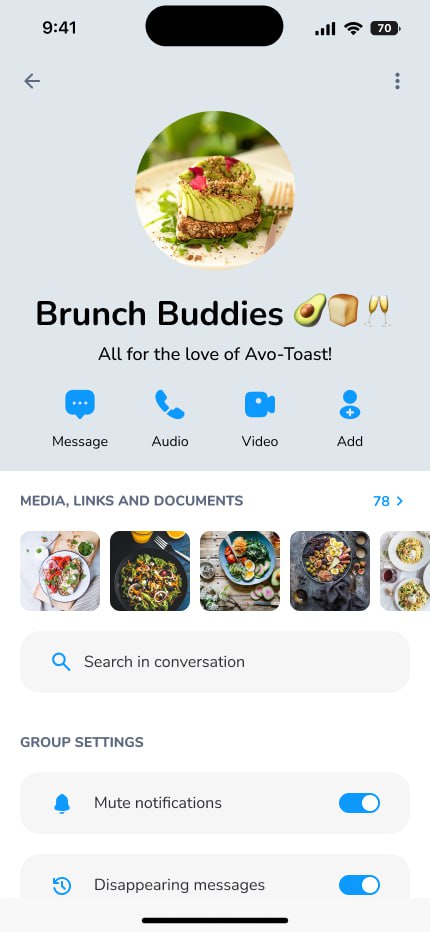 9:41
70
Brunch Buddies 🥑🍞🥂
All for the love of Avo-Toast!
Message Audio Video Add
MEDIA, LINKS AND DOCUMENTS 78
Search in conversation
GROUP SETTINGS
Mute notifications
Disappearing messages